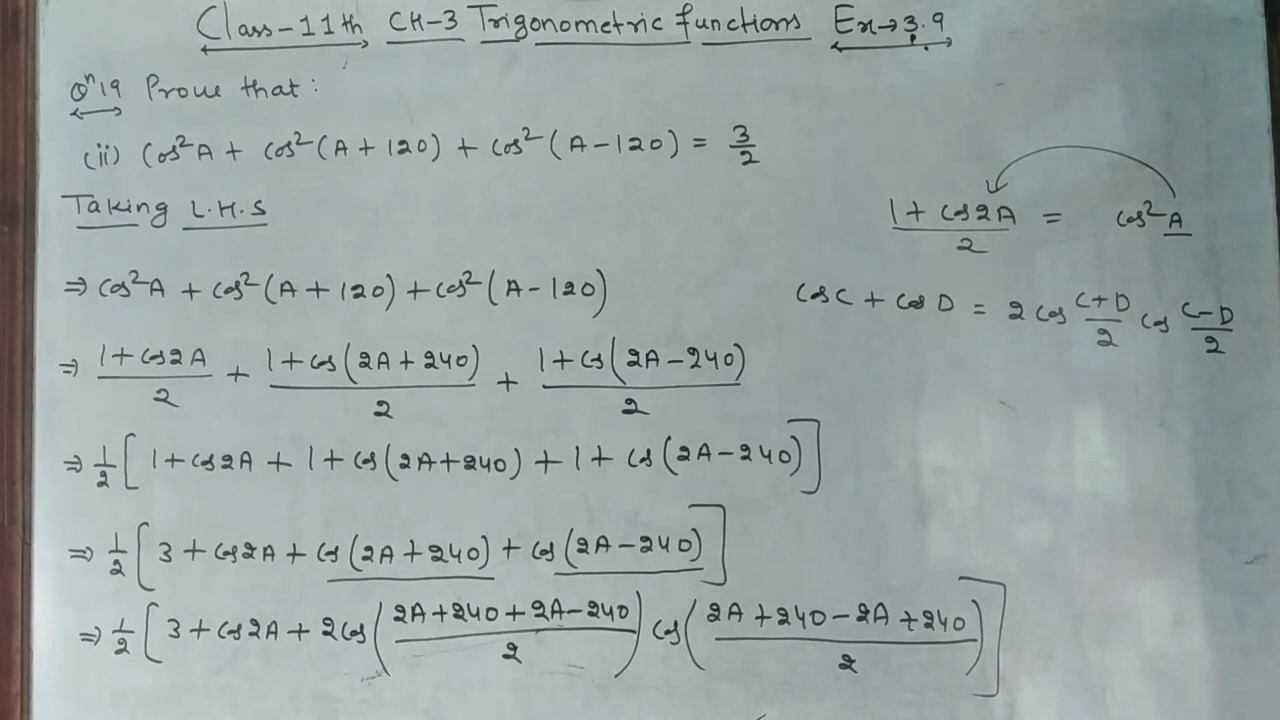 Class-11th CH-3 Trigonometric functions Ex→3.9
Qⁿ19 Prove that :
(ii) Cos²A + cos²(A+120) + cos²(A-120) = 3/2
Taking L.H.S
(1 + cos2A)/2 = cos²A
⇒ cos²A + cos²(A+120) + cos²(A-120)
cosC + cosD = 2 cos (C+D)/2 cos (C-D)/2
⇒ (1+cos2A)/2 + (1+cos(2A+240))/2 + (1+cos(2A-240))/2
⇒ 1/2 [1+cos2A + 1+cos(2A+240) + 1+ cos(2A-240)]
⇒ 1/2 [3 + cos2A + cos(2A+240) + cos(2A-240)]
⇒ 1/2 [3 + cos2A + 2cos((2A+240+2A-240)/2) cos((2A+240-2A+240)/2)]